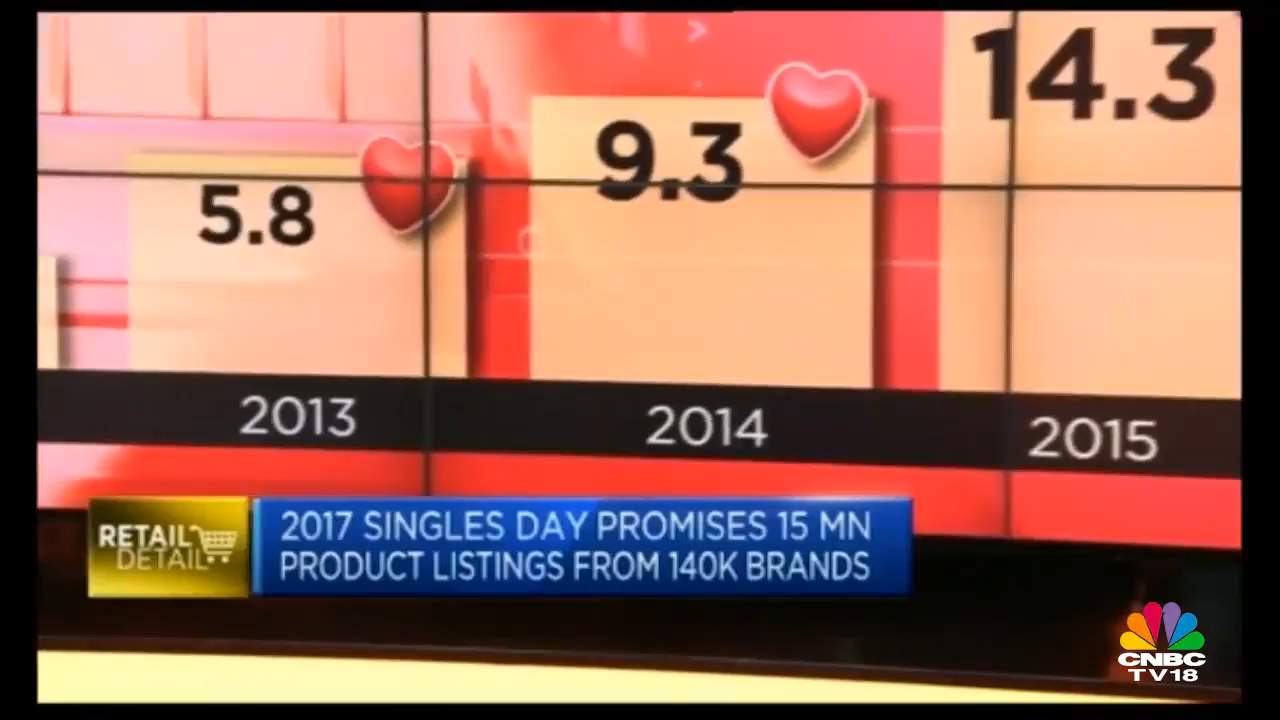 5.8
9.3
14.3
2013
2014
2015
RETAIL
DETAIL
2017 SINGLES DAY PROMISES 15 MN
PRODUCT LISTINGS FROM 140K BRANDS
CNBC
TV18